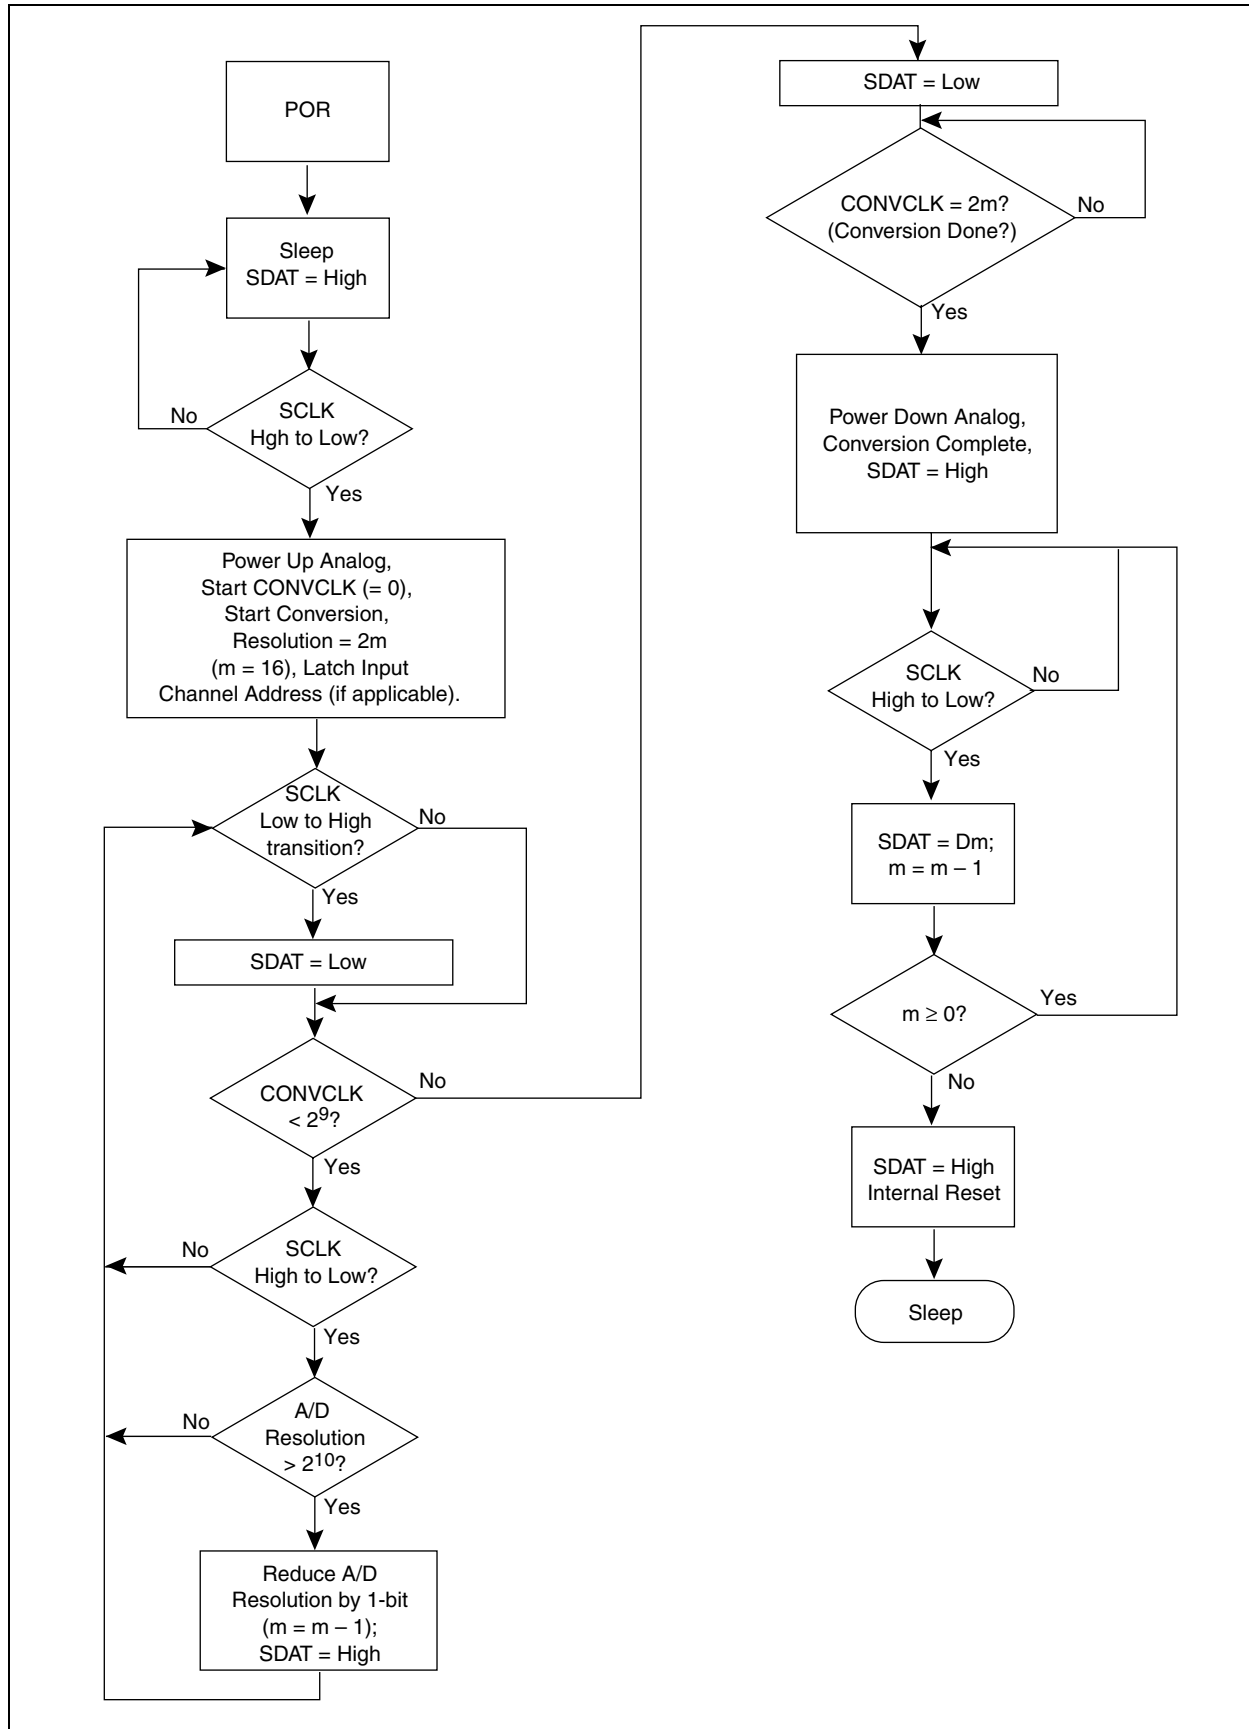 POR
Sleep
SDAT = High
SCLK
Hgh to Low?
No
Yes
Power Up Analog,
Start CONVCLK (= 0),
Start Conversion,
Resolution = 2m
(m = 16), Latch Input
Channel Address (if applicable).
SCLK
Low to High
transition?
No
Yes
SDAT = Low
CONVCLK
< 2⁹?
No
Yes
SCLK
High to Low?
No
Yes
A/D
Resolution
> 2¹⁰?
No
Yes
Reduce A/D
Resolution by 1-bit
(m = m – 1);
SDAT = High
SDAT = Low
CONVCLK = 2m?
(Conversion Done?)
No
Yes
Power Down Analog,
Conversion Complete,
SDAT = High
SCLK
High to Low?
No
Yes
SDAT = Dm;
m = m – 1
m ≥ 0?
Yes
No
SDAT = High
Internal Reset
Sleep